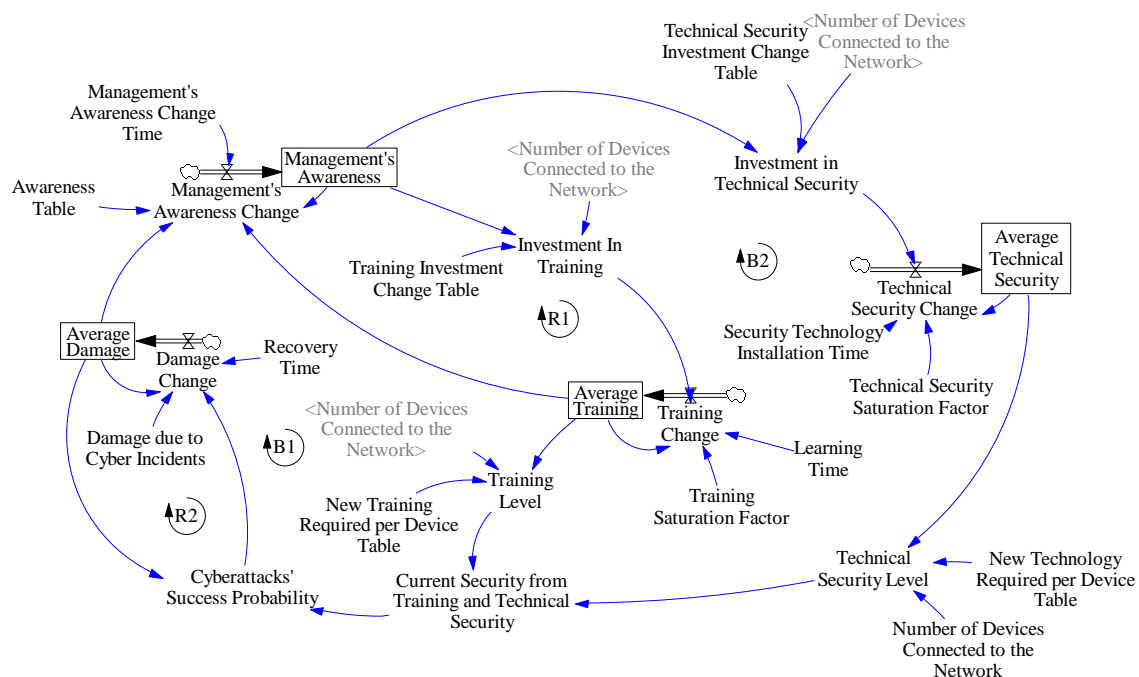 Technical Security
Investment Change
Table
<Number of Devices
Connected to the
Network>
Management's
Awareness Change
Time
Management's
Awareness
<Number of Devices
Connected to the
Network>
Investment in
Technical Security
Awareness
Table
Management's
Awareness Change
Investment In
Training
Training Investment
Change Table
B2
Average
Technical
Security
Technical
Security Change
R1
Security Technology
Installation Time
Average
Damage
Damage
Change
Recovery
Time
Technical Security
Saturation Factor
Average
Training
Training
Change
<Number of Devices
Connected to the
Network>
Damage due to
Cyber Incidents
B1
Learning
Time
Training
Level
Training
Saturation Factor
New Training
Required per Device
Table
R2
Cyberattacks'
Success Probability
Current Security from
Training and Technical
Security
Technical
Security Level
New Technology
Required per Device
Table
Number of Devices
Connected to the
Network